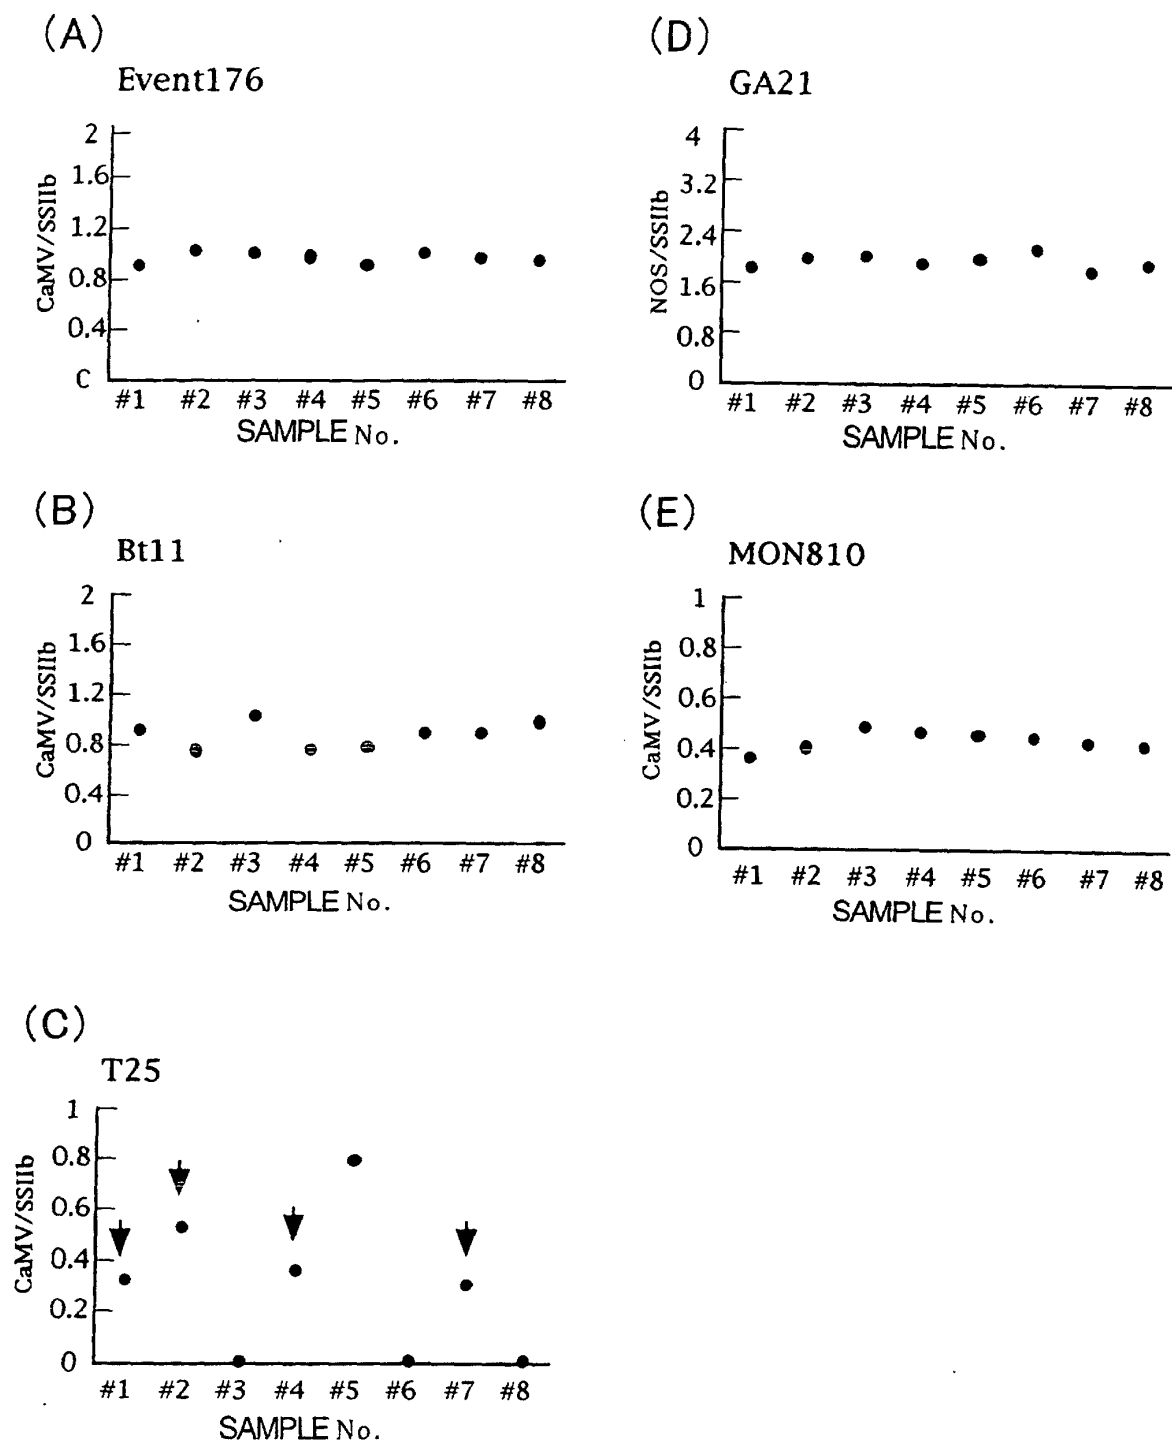 (A)
Event176
CaMV/SSIIb
2
1.6
1.2
0.8
0.4
C
#1 #2 #3 #4 #5 #6 #7 #8
SAMPLE No.
(B)
Bt11
CaMV/SSIIb
2
1.6
1.2
0.8
0.4
0
#1 #2 #3 #4 #5 #6 #7 #8
SAMPLE No.
(C)
T25
CaMV/SSIIb
1
0.8
0.6
0.4
0.2
0
#1 #2 #3 #4 #5 #6 #7 #8
SAMPLE No.
(D)
GA21
NOS/SSIIb
4
3.2
2.4
1.6
0.8
0
#1 #2 #3 #4 #5 #6 #7 #8
SAMPLE No.
(E)
MON810
CaMV/SSIIb
1
0.8
0.6
0.4
0.2
0
#1 #2 #3 #4 #5 #6 #7 #8
SAMPLE No.